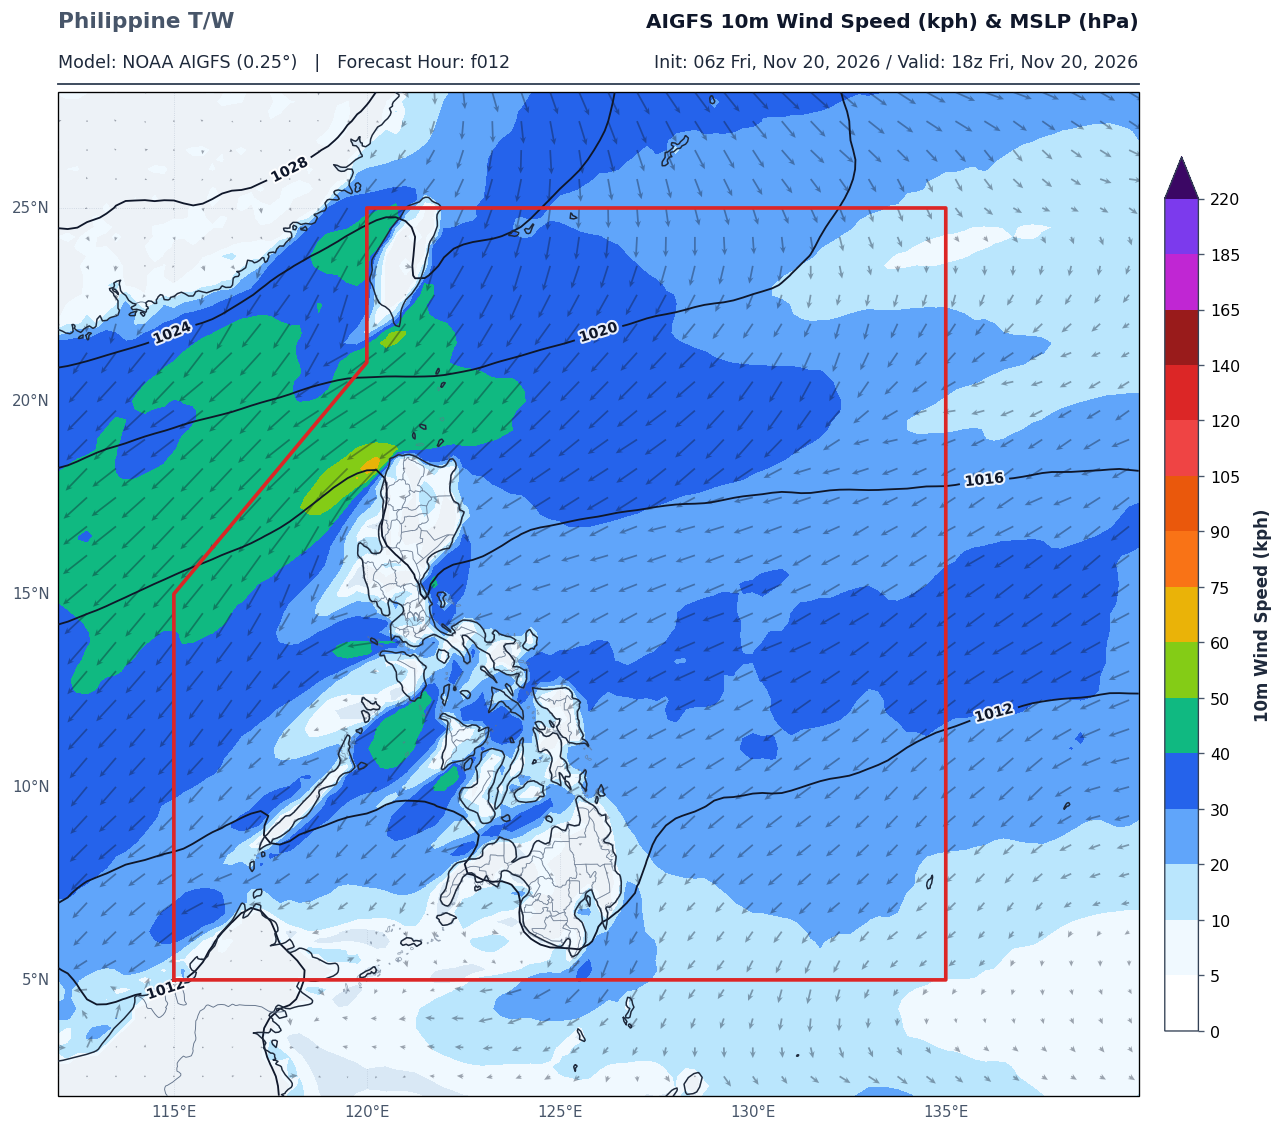 Philippine T/W
AIGFS 10m Wind Speed (kph) & MSLP (hPa)
Model: NOAA AIGFS (0.25°) | Forecast Hour: f012
Init: 06z Fri, Nov 20, 2026 / Valid: 18z Fri, Nov 20, 2026
1028
1024
1020
1016
1012
1012
25°N
20°N
15°N
10°N
5°N
115°E
120°E
125°E
130°E
135°E
220
185
165
140
120
105
90
75
60
50
40
30
20
10
5
0
10m Wind Speed (kph)